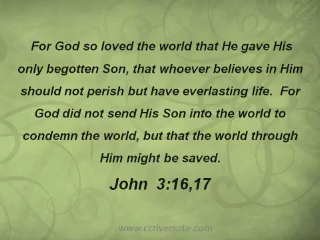 For God so loved the world that He gave His
only begotten Son, that whoever believes in Him
should not perish but have everlasting life.  For
God did not send His Son into the world to
condemn the world, but that the world through
Him might be saved.
John  3:16,17
www.ccriversate.com